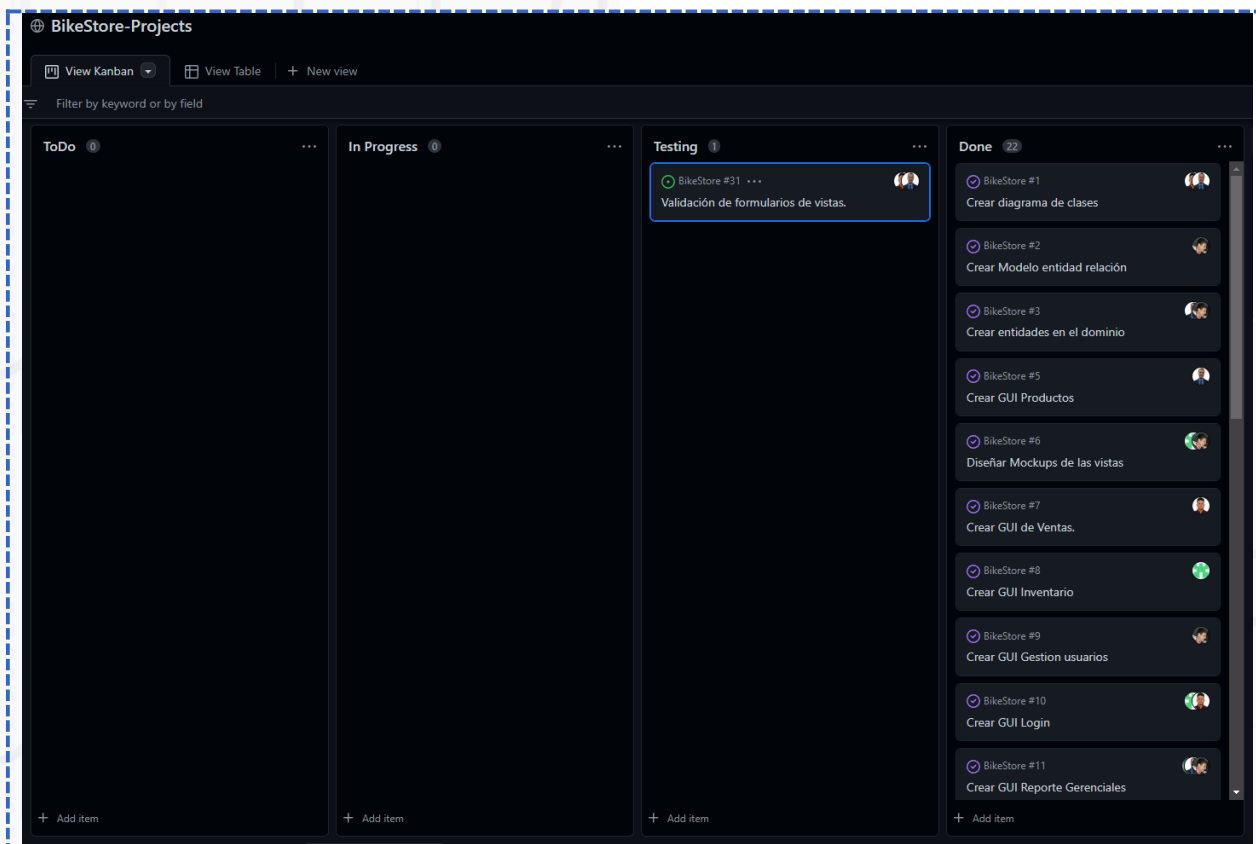 BikeStore-Projects
View Kanban
View Table
+ New view
Filter by keyword or by field
ToDo 0 ...
In Progress 0 ...
Testing 1 ...
Done 22 ...
BikeStore #31 ...
Validación de formularios de vistas.
BikeStore #1
Crear diagrama de clases
BikeStore #2
Crear Modelo entidad relación
BikeStore #3
Crear entidades en el dominio
BikeStore #5
Crear GUI Productos
BikeStore #6
Diseñar Mockups de las vistas
BikeStore #7
Crear GUI de Ventas.
BikeStore #8
Crear GUI Inventario
BikeStore #9
Crear GUI Gestion usuarios
BikeStore #10
Crear GUI Login
BikeStore #11
Crear GUI Reporte Gerenciales
+ Add item
+ Add item
+ Add item
+ Add item